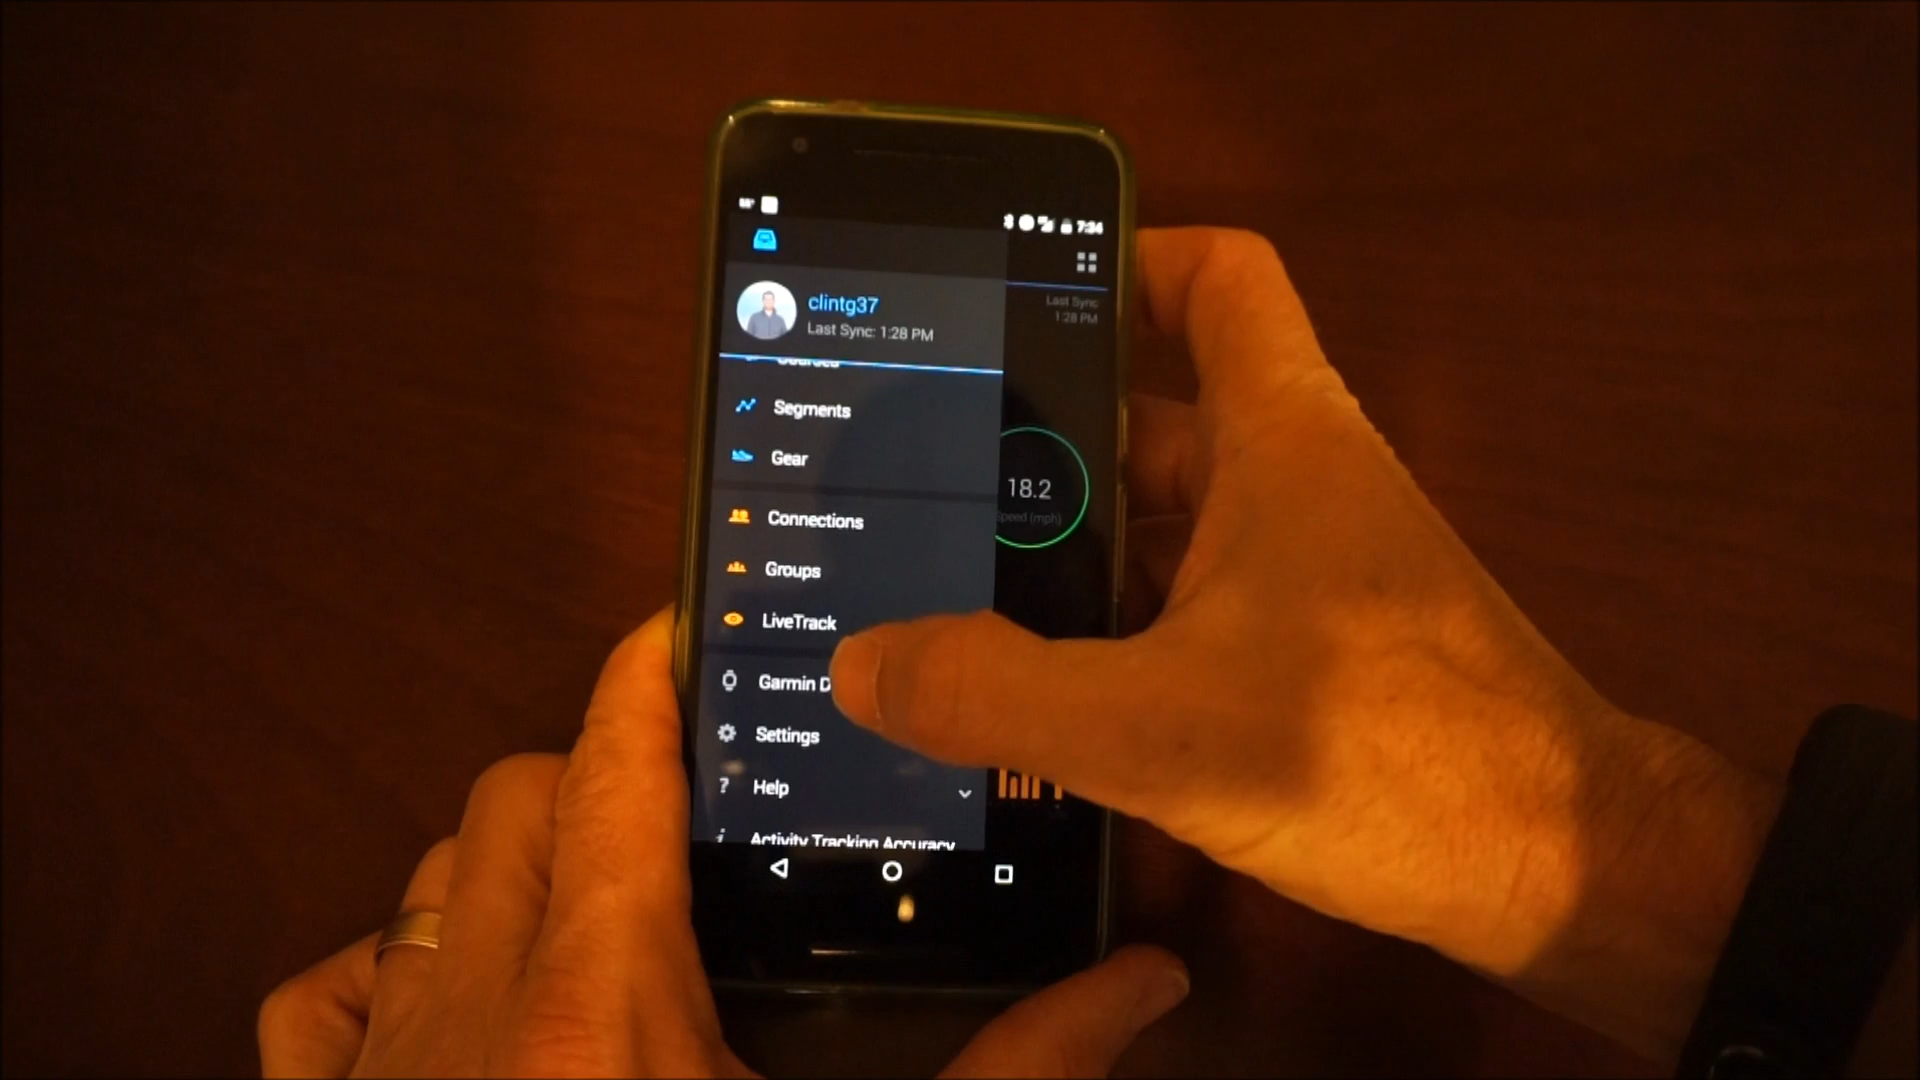 7:34
clintg37
Last Sync: 1:28 PM
Last Sync
1:28 PM
Courses
Segments
Gear
18.2
Speed (mph)
Connections
Groups
LiveTrack
Garmin D
Settings
? Help
i Activity Tracking Accuracy